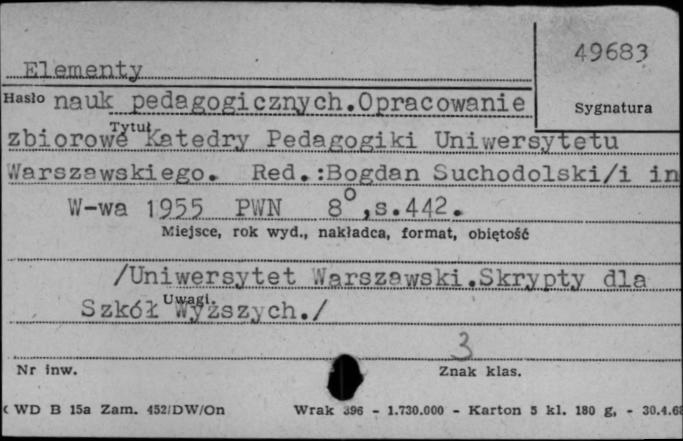 49683
Elementy
Hasło nauk pedagogicznych.Opracowanie
Sygnatura
Tytuł
zbiorowe Katedry Pedagogiki Uniwersytetu
Warszawskiego. Red.:Bogdan Suchodolski/i in
W-wa 1955 PWN 8°,s.442.
Miejsce, rok wyd., nakładca, format, objętość
/Uniwersytet Warszawski.Skrypty dla
Uwagi.
Szkół Wyższych./
3
Nr inw.
Znak klas.
WD B 15a Zam. 452/DW/On Wrak 396 - 1.730.000 - Karton 5 kl. 180 g, - 30.4.68